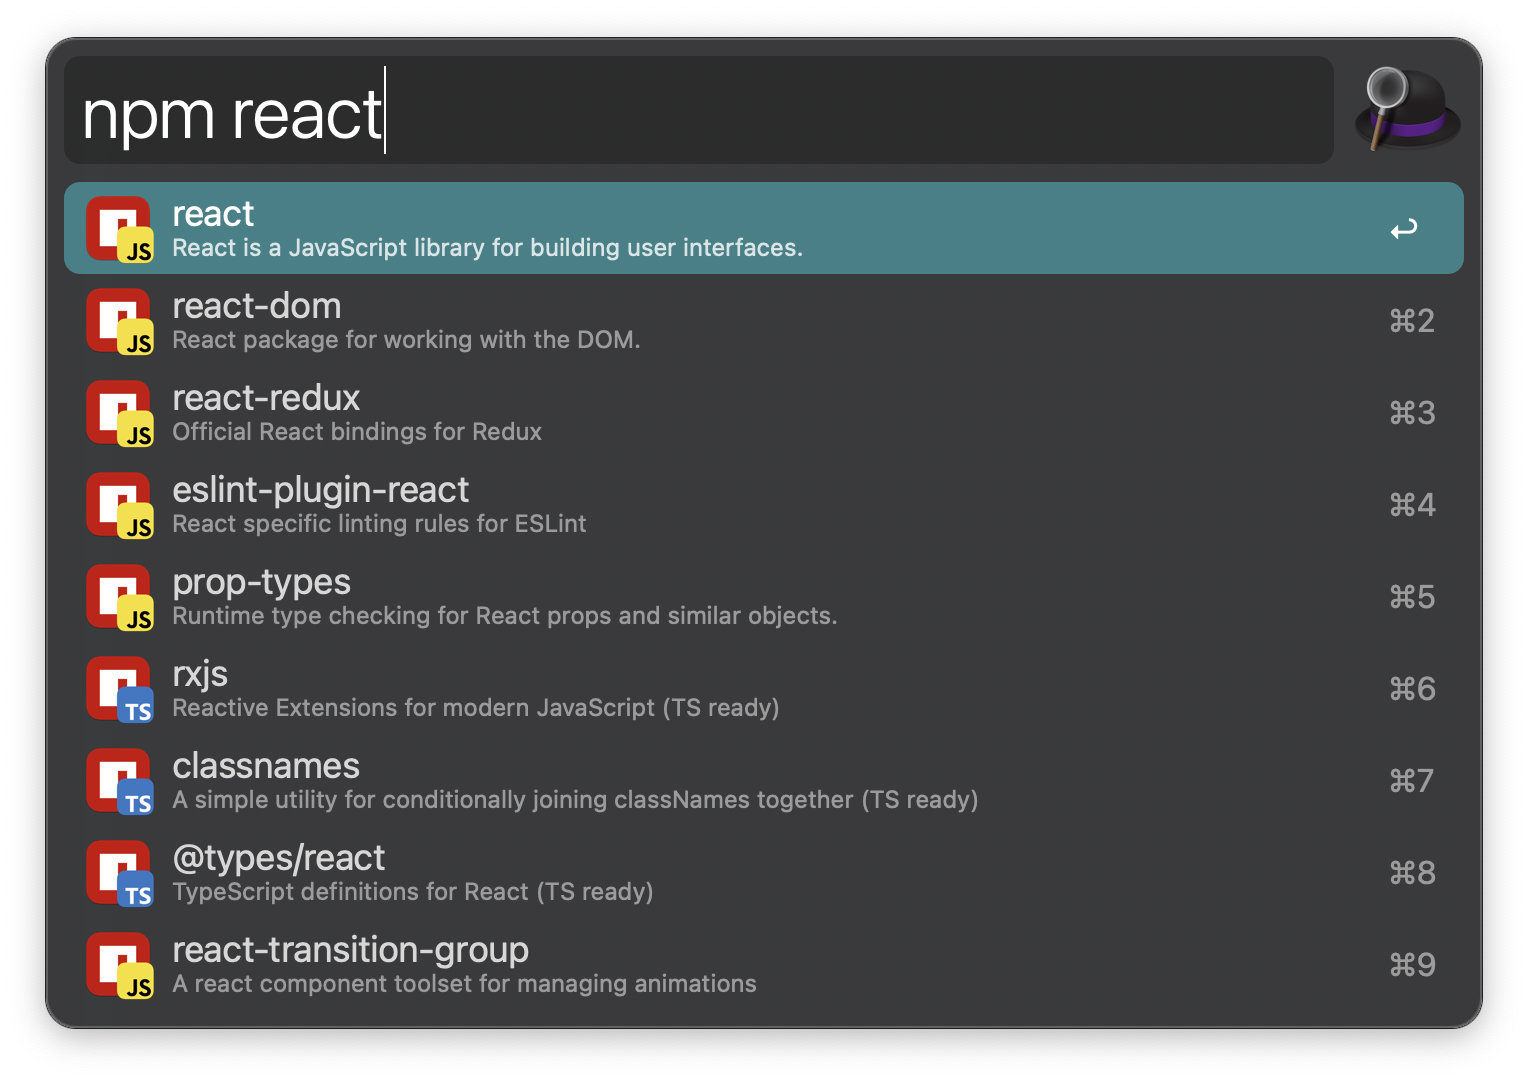 npm react
react
JS
React is a JavaScript library for building user interfaces.
react-dom
JS
React package for working with the DOM.
⌘2
react-redux
JS
Official React bindings for Redux
⌘3
eslint-plugin-react
JS
React specific linting rules for ESLint
⌘4
prop-types
JS
Runtime type checking for React props and similar objects.
⌘5
rxjs
TS
Reactive Extensions for modern JavaScript (TS ready)
⌘6
classnames
TS
A simple utility for conditionally joining classNames together (TS ready)
⌘7
@types/react
TS
TypeScript definitions for React (TS ready)
⌘8
react-transition-group
JS
A react component toolset for managing animations
⌘9